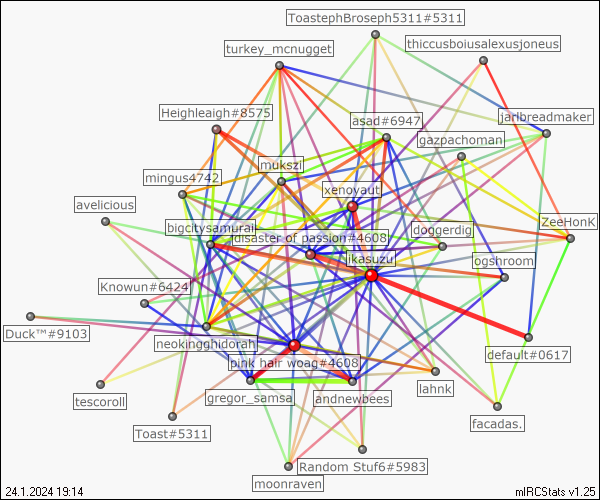 ToastephBroseph5311#5311
thiccusboiusalexusjoneus
turkey_mcnugget
Heighleigh#8575
asad#6947
jarlbreadmaker
gazpachoman
mukszi
mingus4742
xenoyaut
avelicious
bigcitysamurai
doggerdig
ZeeHonK
disaster of passion#4608
jkasuzu
ogshroom
Knowun#6424
Duck™#9103
neokingghidorah
default#0617
pink hair woag#4608
lahnk
gregor_samsa
andnewbees
tescoroll
facadas.
Toast#5311
Random Stuf6#5983
moonraven
24.1.2024 19:14
mIRCStats v1.25